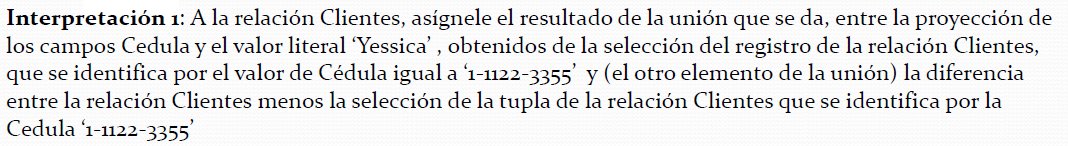 Interpretación 1: A la relación Clientes, asígnele el resultado de la unión que se da, entre la proyección de
los campos Cedula y el valor literal ‘Yessica’ , obtenidos de la selección del registro de la relación Clientes,
que se identifica por el valor de Cédula igual a ‘1-1122-3355’ y (el otro elemento de la unión) la diferencia
entre la relación Clientes menos la selección de la tupla de la relación Clientes que se identifica por la
Cedula ‘1-1122-3355’